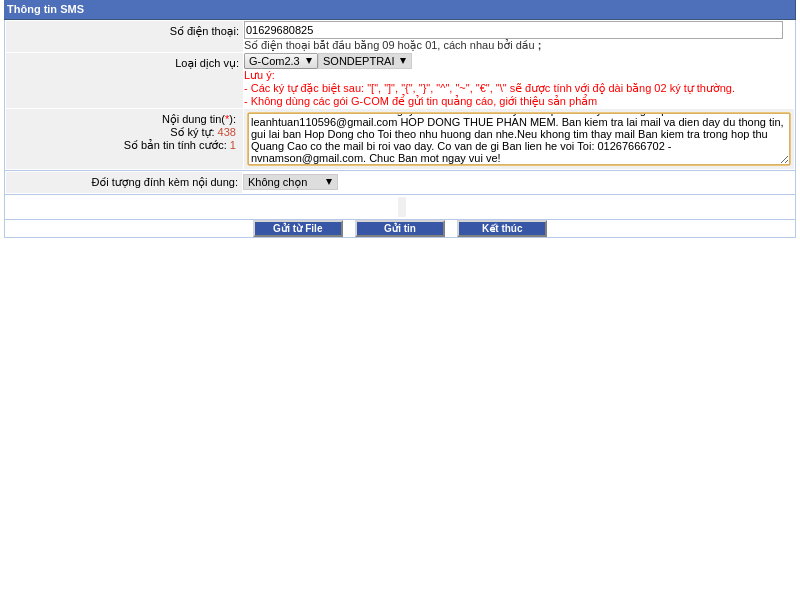 Thông tin SMS
Số điện thoại: 01629680825
Số điện thoại bắt đầu bằng 09 hoặc 01, cách nhau bởi dấu ;
Loại dịch vụ: G-Com2.3 SONDEPTRAI
Lưu ý:
- Các ký tự đặc biệt sau: "[", "]", "{", "}", "^", "~", "€", "\" sẽ được tính với độ dài bằng 02 ký tự thường.
- Không dùng các gói G-COM để gửi tin quảng cáo, giới thiệu sản phẩm
Nội dung tin(*):
Số ký tự: 438
Số bản tin tính cước: 1
leanhtuan110596@gmail.com HOP DONG THUE PHAN MEM. Ban kiem tra lai mail va dien day du thong tin,
gui lai ban Hop Dong cho Toi theo nhu huong dan nhe.Neu khong tim thay mail Ban kiem tra trong hop thu
Quang Cao co the mail bi roi vao day. Co van de gi Ban lien he voi Toi: 01267666702 -
nvnamson@gmail.com. Chuc Ban mot ngay vui ve!
Đối tượng đính kèm nội dung: Không chọn
Gửi từ File Gửi tin Kết thúc